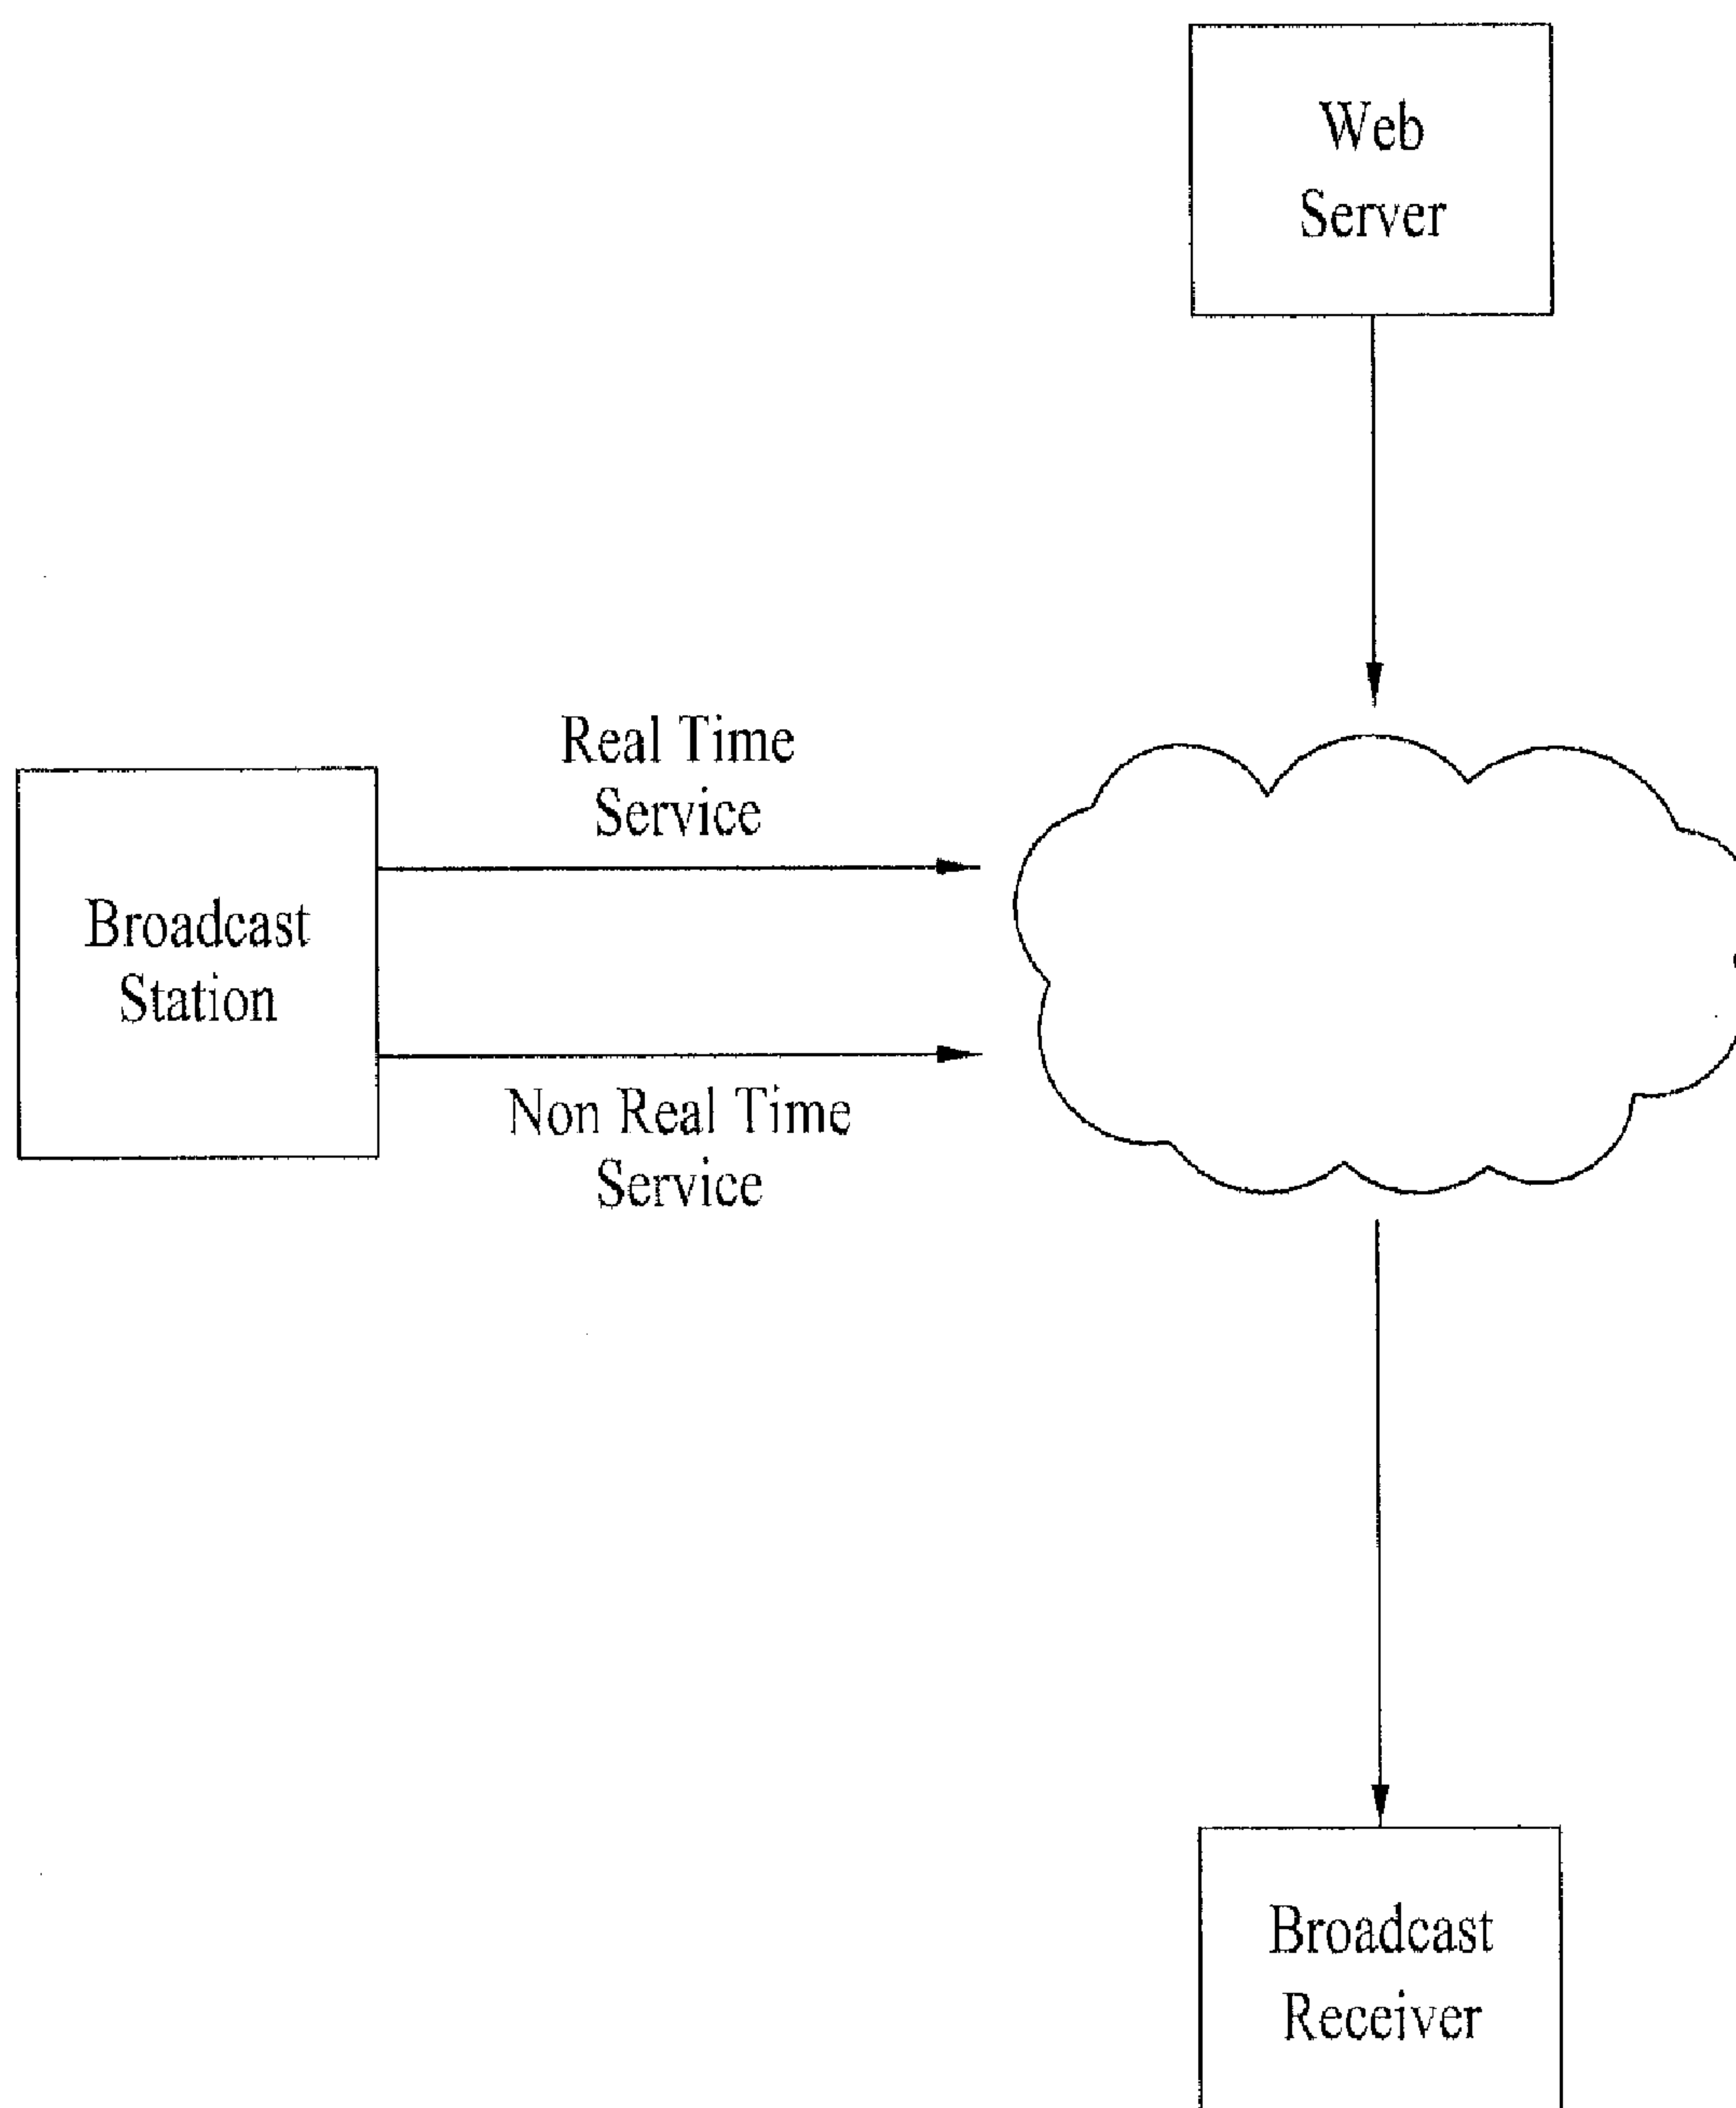 Web
Server
Real Time
Service
Broadcast
Station
Non Real Time
Service
Broadcast
Receiver